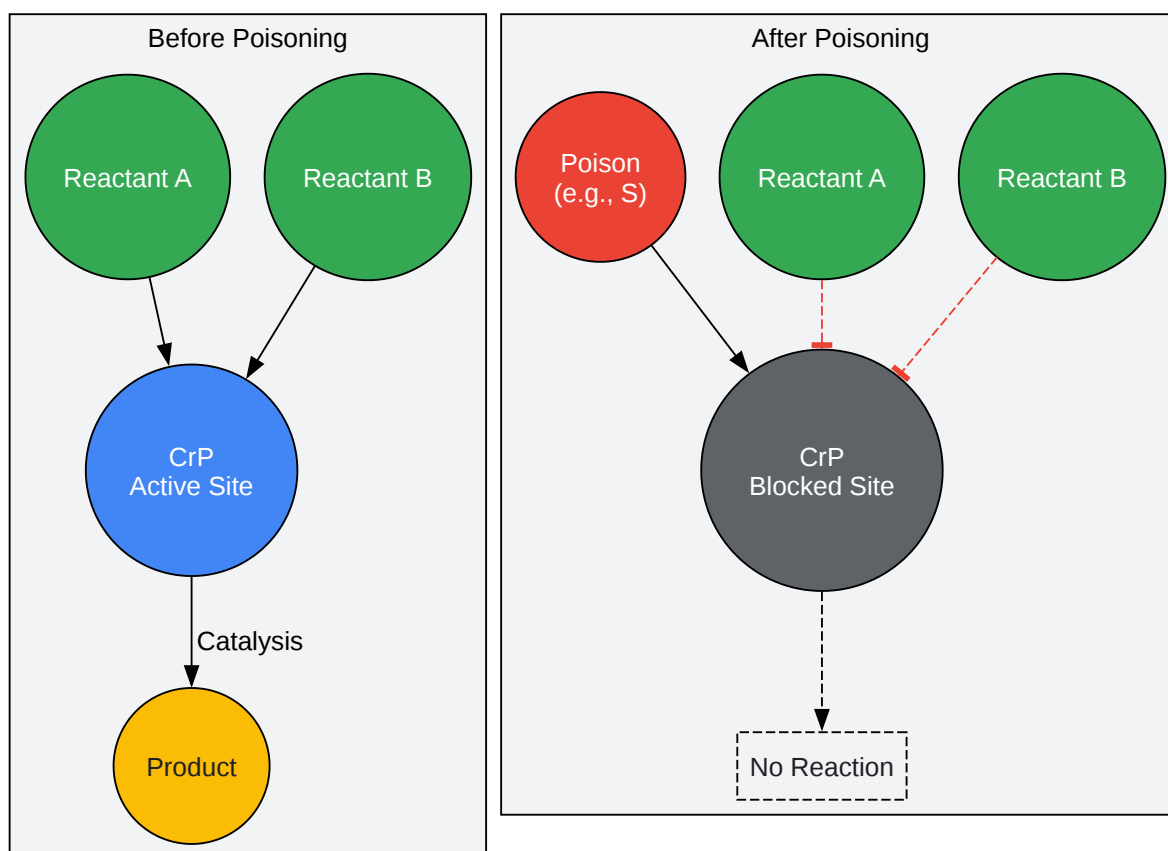 Before Poisoning
Reactant A
Reactant B
CrP
Active Site
Catalysis
Product
After Poisoning
Poison
(e.g., S)
Reactant A
Reactant B
CrP
Blocked Site
No Reaction